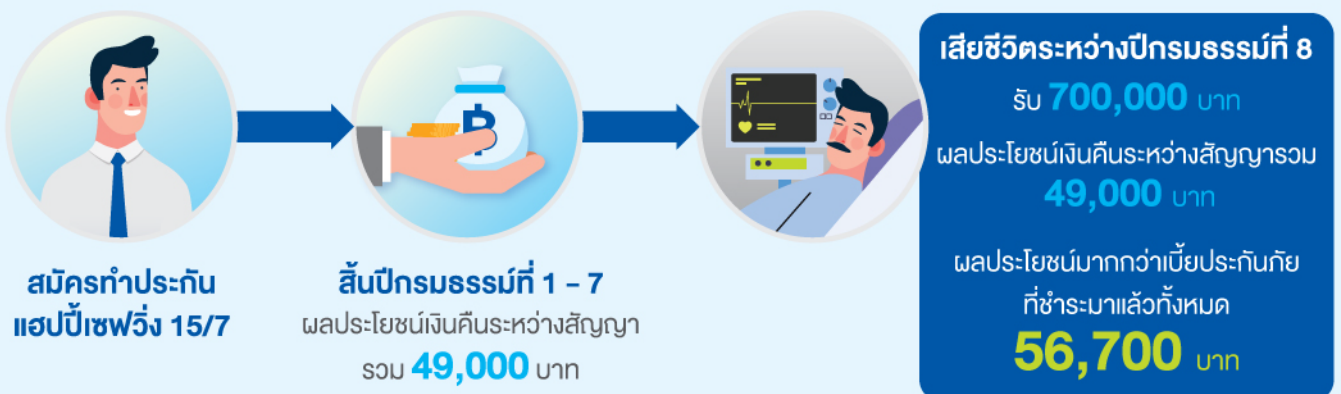 สมัครทำประกัน
แฮปปี้เซฟวิ่ง 15/7
สิ้นปีกรมธรรม์ที่ 1 - 7
ผลประโยชน์เงินคืนระหว่างสัญญา
รวม 49,000 บาท
เสียชีวิตระหว่างปีกรมธรรม์ที่ 8
รับ 700,000 บาท
ผลประโยชน์เงินคืนระหว่างสัญญารวม
49,000 บาท
ผลประโยชน์มากกว่าเบี้ยประกันภัย
ที่ชำระมาแล้วทั้งหมด
56,700 บาท